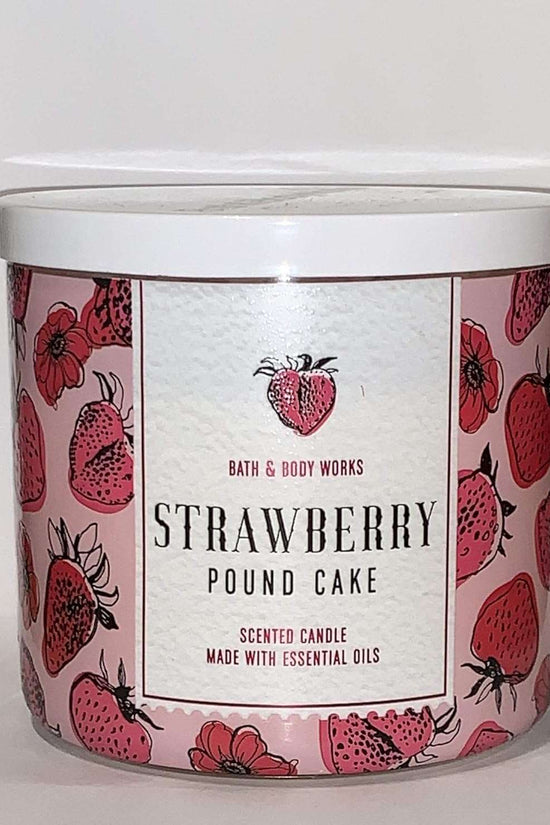 BATH & BODY WORKS
STRAWBERRY
POUND CAKE
SCENTED CANDLE
MADE WITH ESSENTIAL OILS